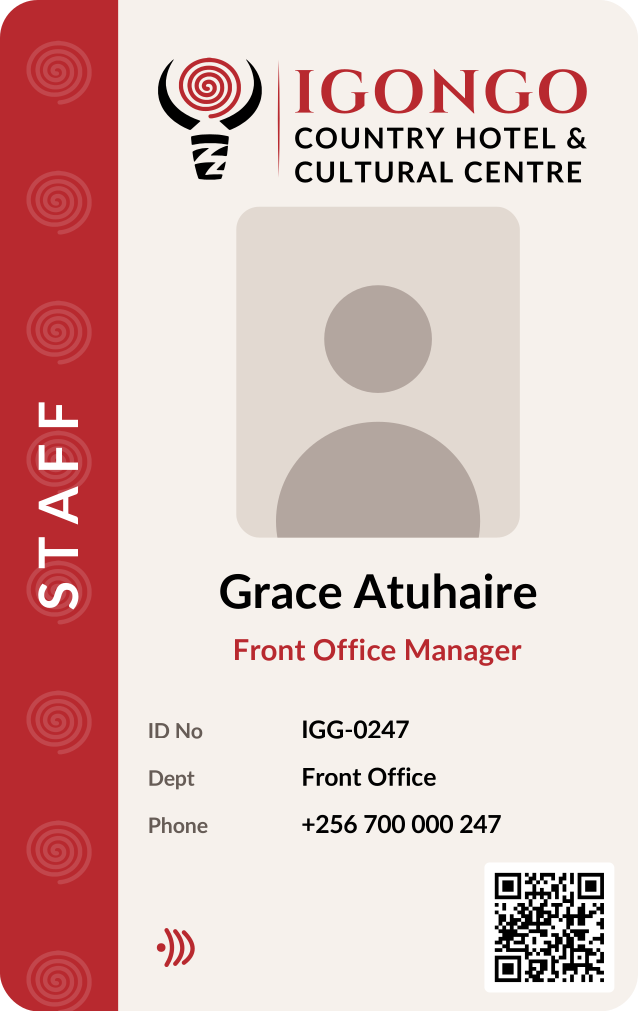 IGONGO
COUNTRY HOTEL &
CULTURAL CENTRE
STAFF
Grace Atuhaire
Front Office Manager
ID No IGG-0247
Dept Front Office
Phone +256 700 000 247